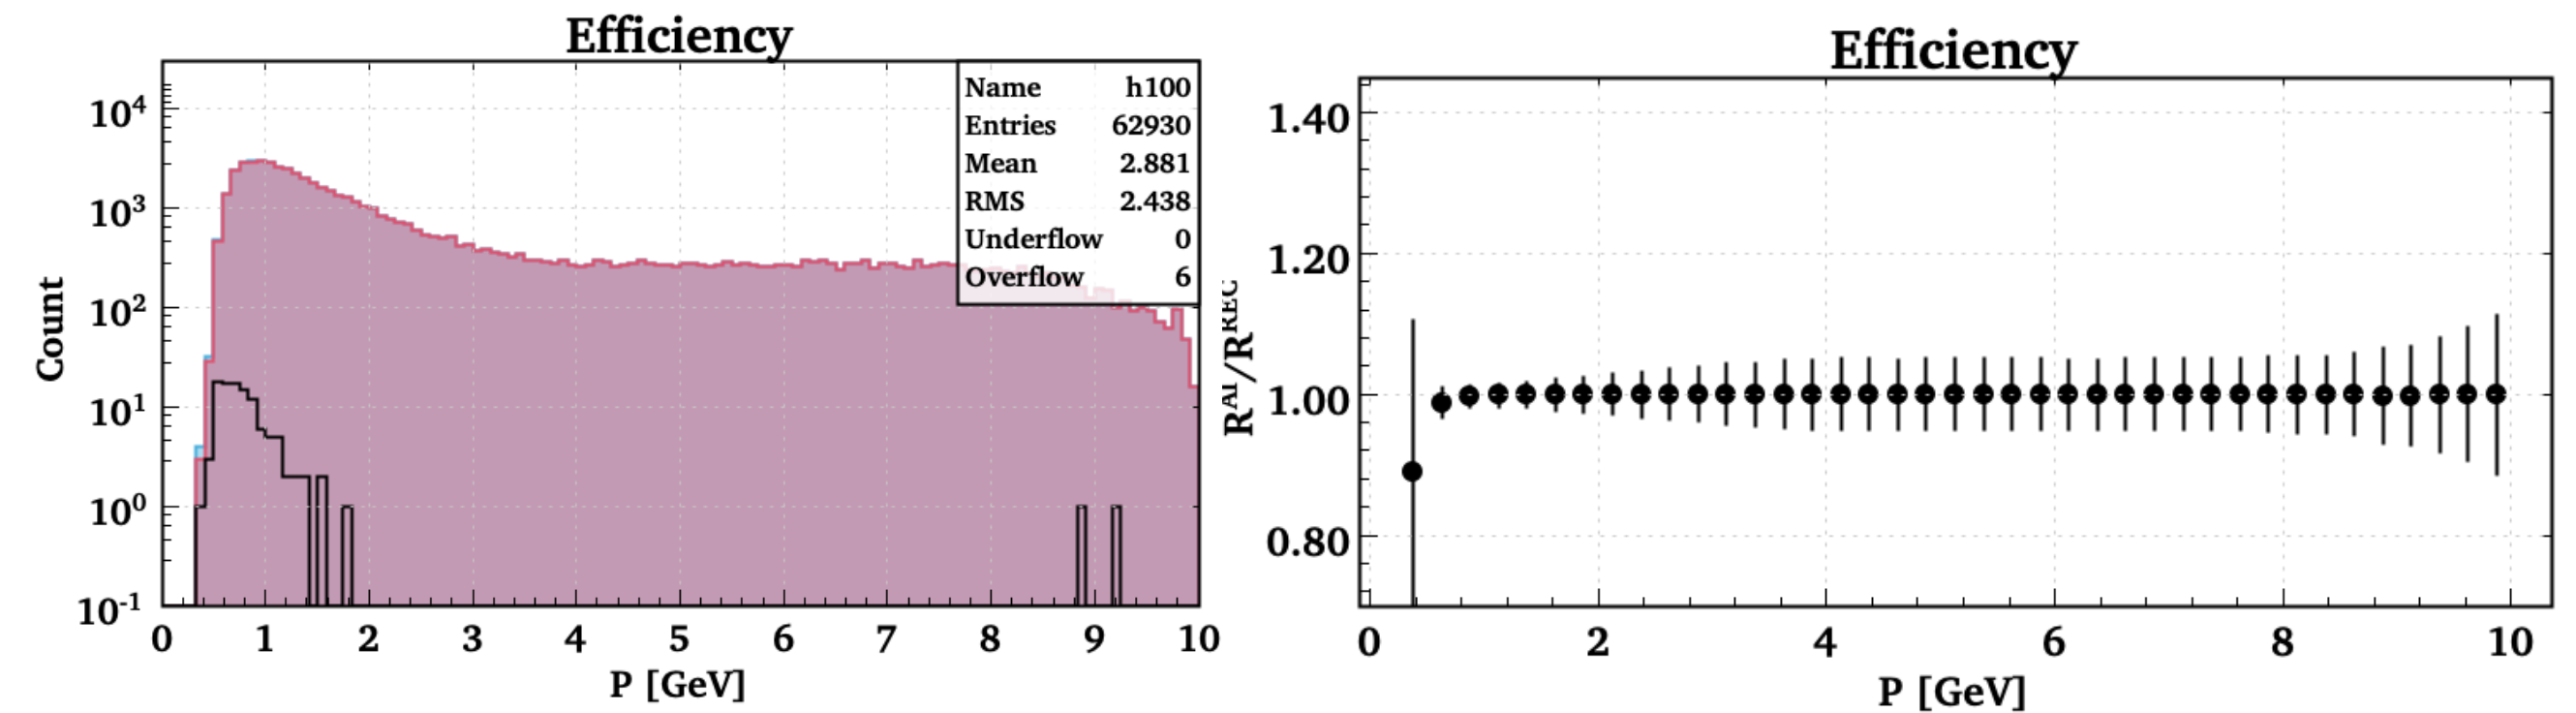 Efficiency
Name h100
Entries 62930
Mean 2.881
RMS 2.438
Underflow 0
Overflow 6
Count
10⁴
10³
10²
10¹
10⁰
10⁻¹
0 1 2 3 4 5 6 7 8 9 10
P [GeV]
Efficiency
R^AI/R^REC
1.40
1.20
1.00
0.80
0 2 4 6 8 10
P [GeV]